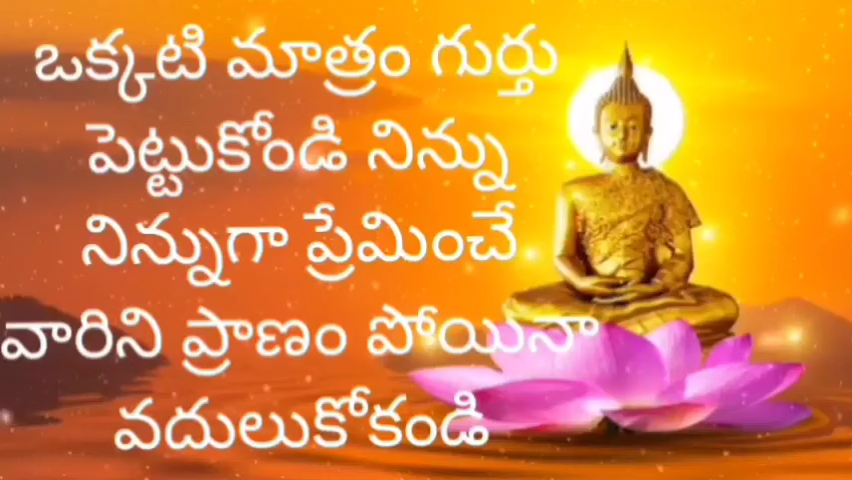 ఒక్కటి మాత్రం గుర్తు
పెట్టుకోండి నిన్ను
నిన్నుగా ప్రేమించే
వారిని ప్రాణం పోయినా
వదులుకోకండి